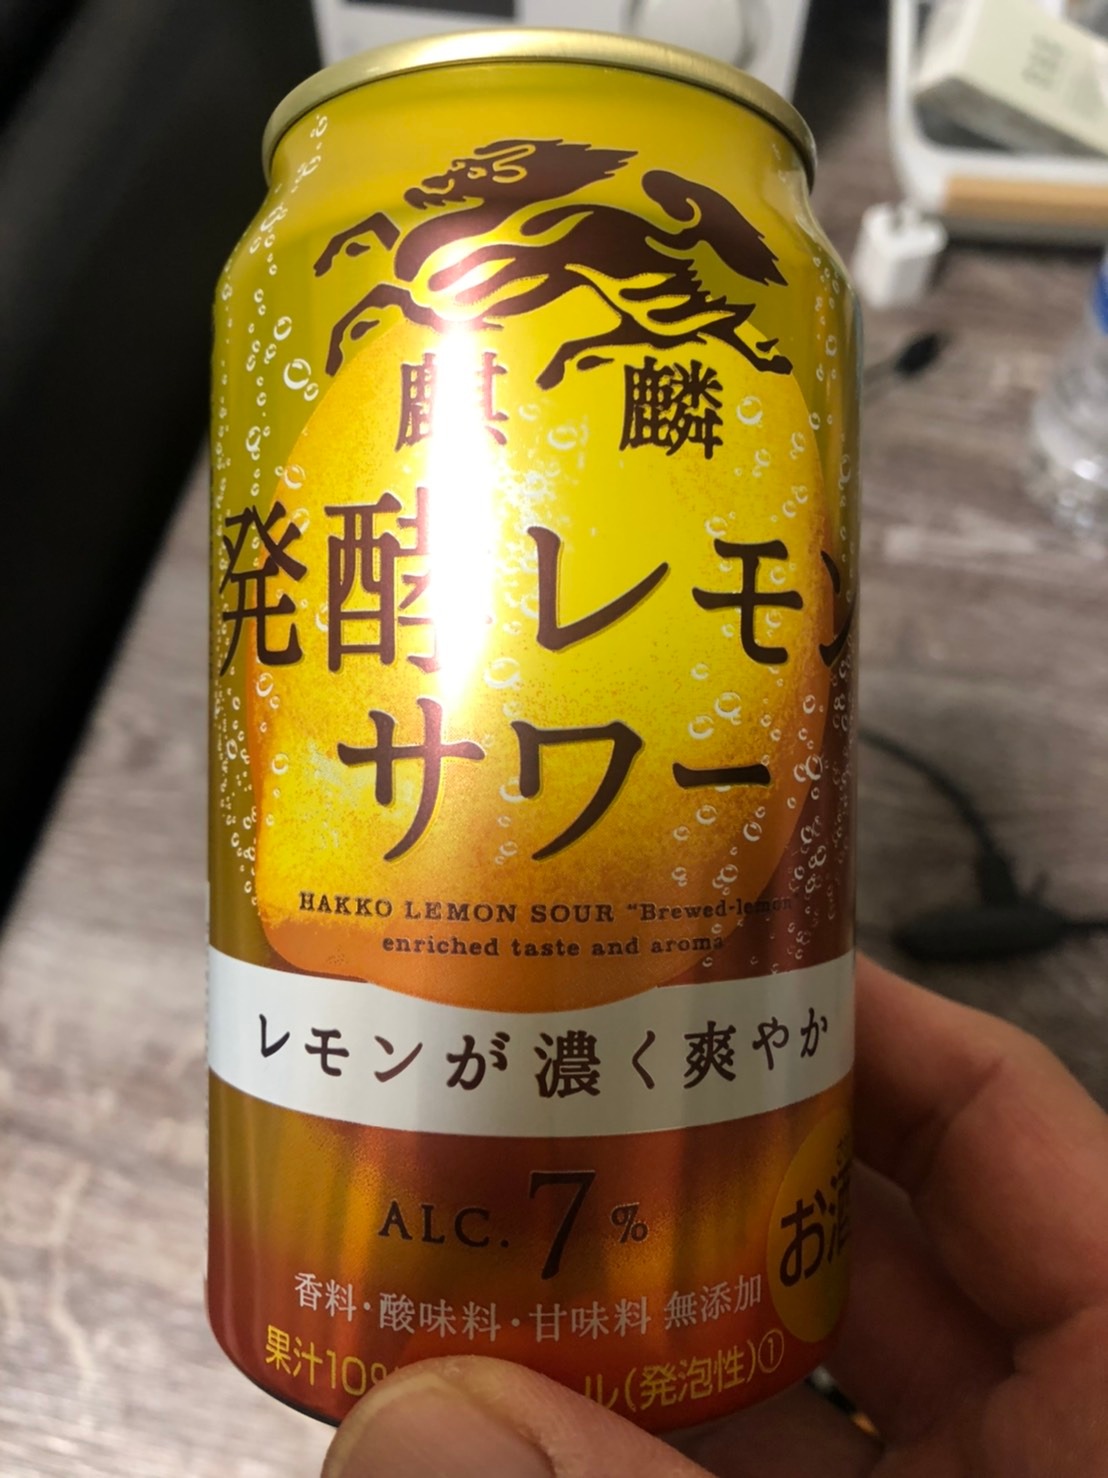 麒麟
発酵レモン
サワー
HAKKO LEMON SOUR "Brewed-lemon"
enriched taste and aroma
レモンが濃く爽やか
ALC. 7%
お酒
香料・酸味料・甘味料 無添加
果汁10%
ル(発泡性)①